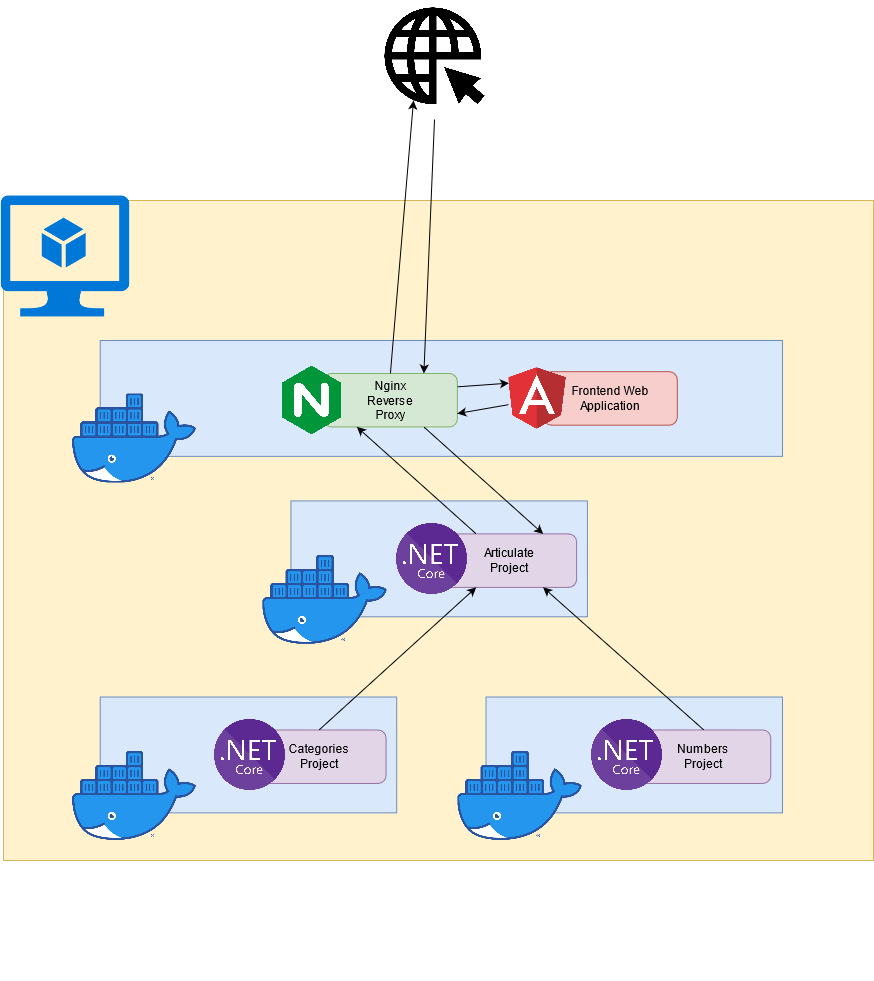 Nginx
Reverse
Proxy
Frontend Web
Application
.NET
Core
Articulate
Project
.NET
Core
Categories
Project
.NET
Core
Numbers
Project